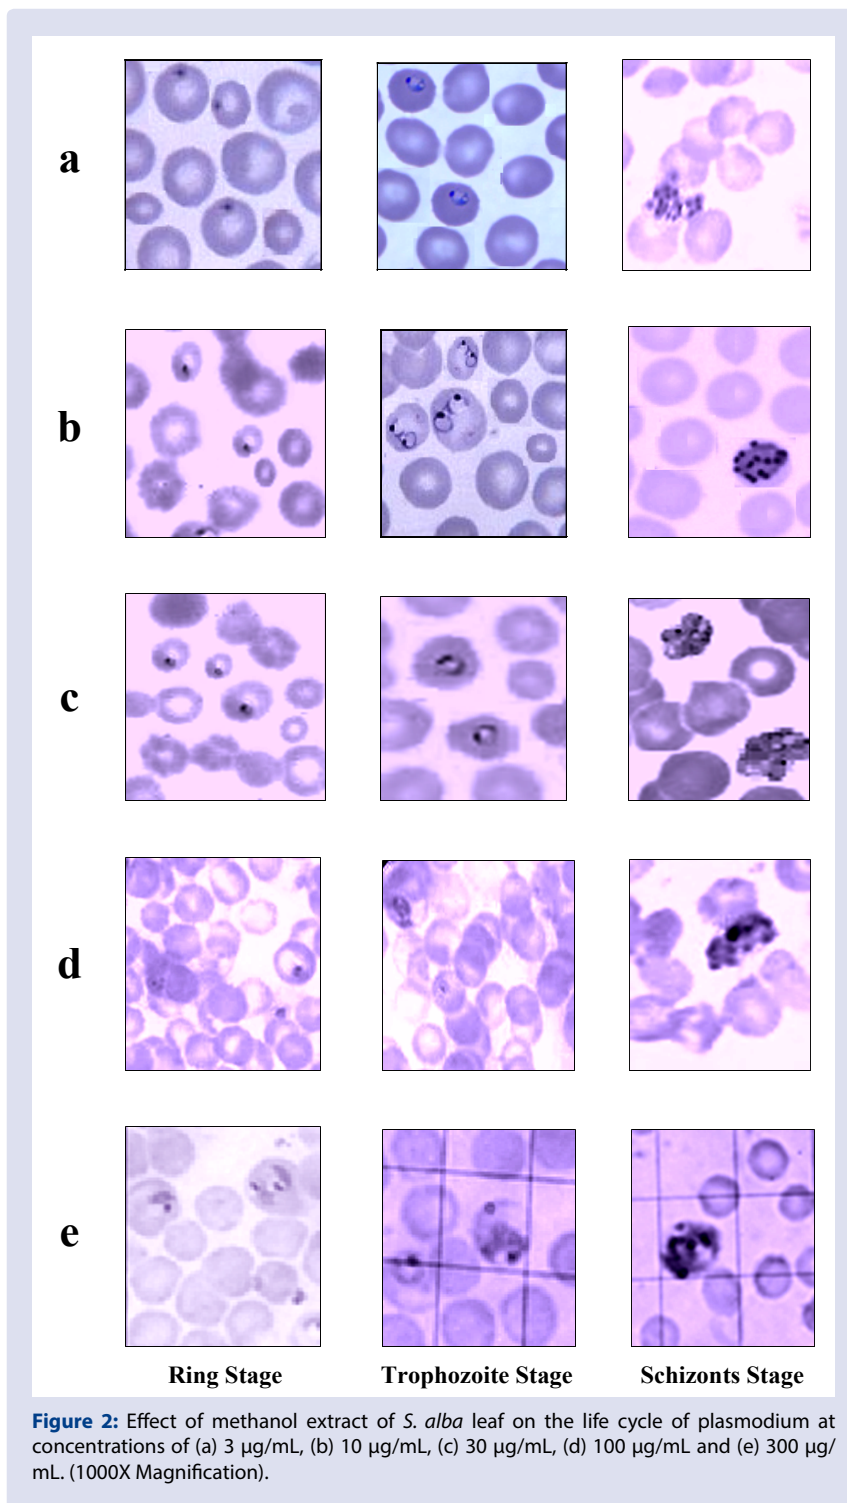 a
b
c
d
e
Ring Stage Trophozoite Stage Schizonts Stage
Figure 2: Effect of methanol extract of S. alba leaf on the life cycle of plasmodium at
concentrations of (a) 3 µg/mL, (b) 10 µg/mL, (c) 30 µg/mL, (d) 100 µg/mL and (e) 300 µg/
mL. (1000X Magnification).